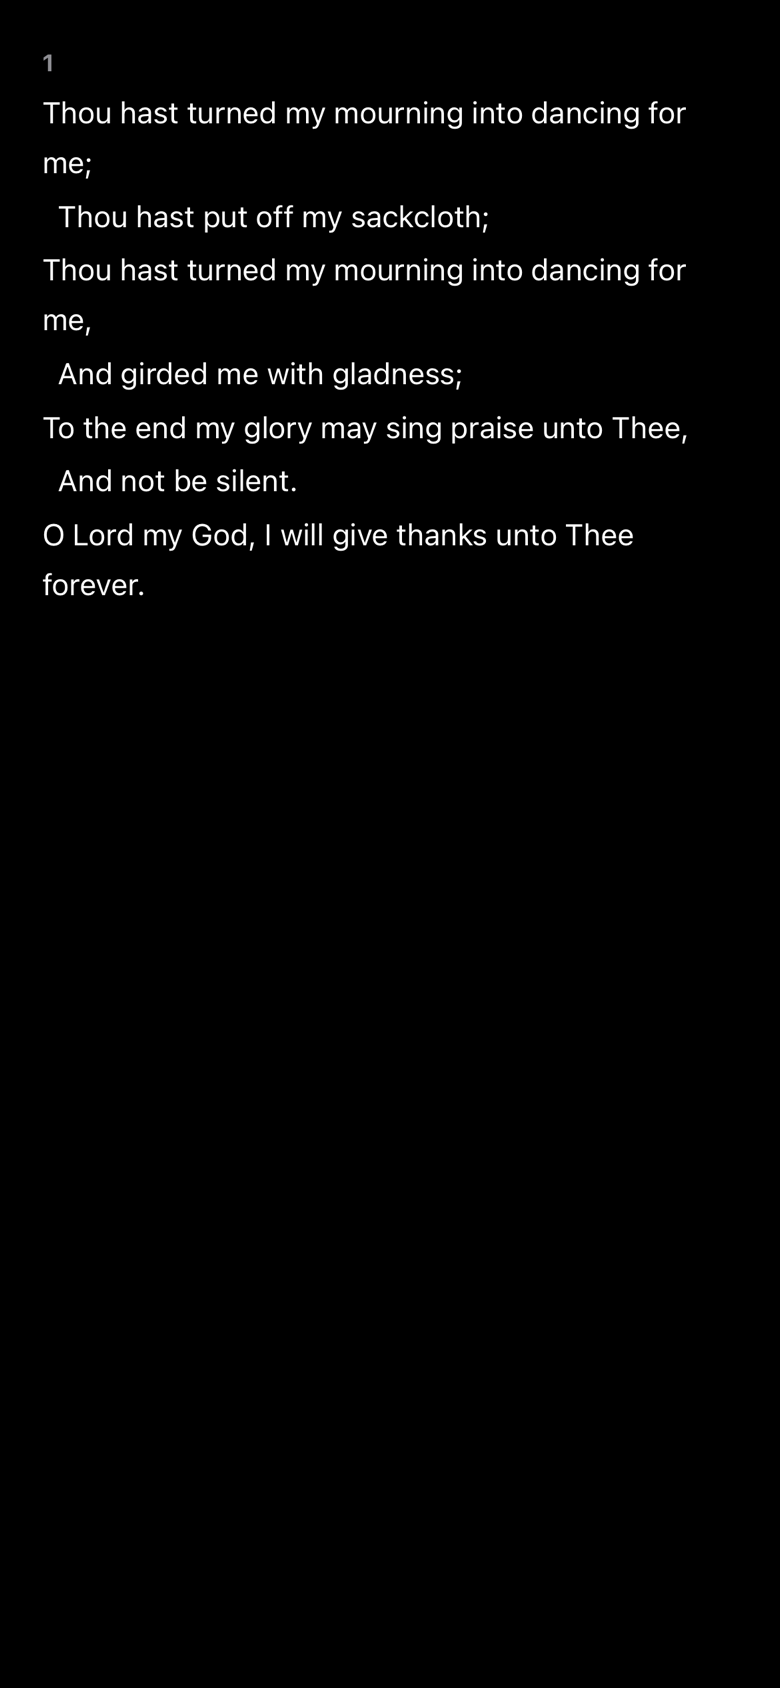 1
Thou hast turned my mourning into dancing for
me;
Thou hast put off my sackcloth;
Thou hast turned my mourning into dancing for
me,
And girded me with gladness;
To the end my glory may sing praise unto Thee,
And not be silent.
O Lord my God, I will give thanks unto Thee
forever.